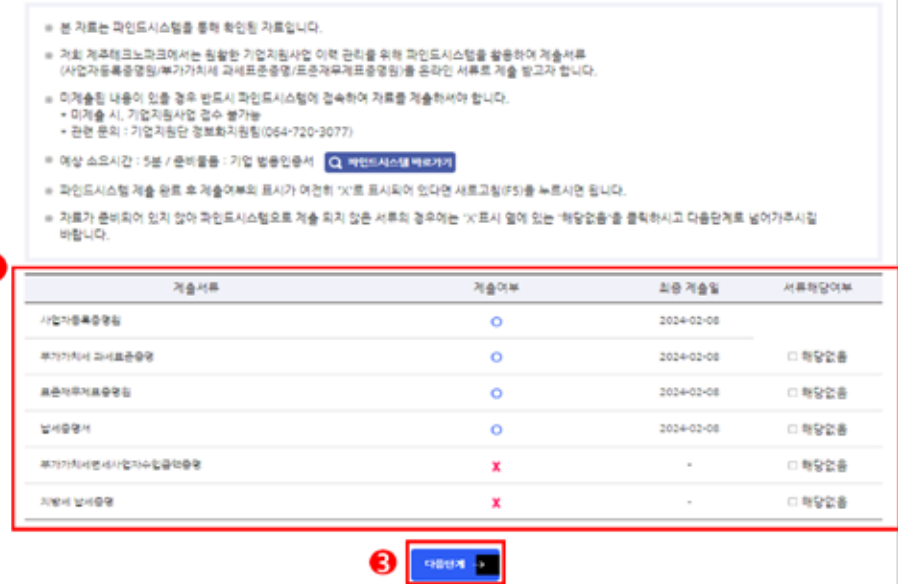 본 자료는 파인드시스템을 통해 확인된 자료입니다.
저희 제주테크노파크에서는 원활한 기업지원사업 이력 관리를 위해 파인드시스템을 활용하여 제출서류
(사업자등록증명원/부가가치세 과세표준증명/표준재무제표증명원)를 온라인 서류로 제출 받고자 합니다.
미제출된 내용이 있을 경우 반드시 파인드시스템에 접속하여 자료를 제출하셔야 합니다.
* 미제출 시, 기업지원사업 접수 불가능
* 관련 문의 : 기업지원단 정보화지원팀(064-720-3077)
예상 소요시간 : 5분 / 준비물품 : 기업 범용인증서 파인드시스템 바로가기
파인드시스템 제출 완료 후 제출여부의 표시가 여전히 'X'로 표시되어 있다면 새로고침(F5)을 누르시면 됩니다.
자료가 준비되어 있지 않아 파인드시스템으로 제출 되지 않은 서류의 경우에는 'X'표시 옆에 있는 '해당없음'을 클릭하시고 다음단계로 넘어가주시길
바랍니다.
제출서류 제출여부 최종 제출일 서류해당여부
사업자등록증명원 O 2024-02-08
부가가치세 과세표준증명 O 2024-02-08 해당없음
표준재무제표증명원 O 2024-02-08 해당없음
납세증명서 O 2024-02-08 해당없음
부가가치세면세사업자수입금액증명 X - 해당없음
지방세 납세증명 X - 해당없음
3 다음단계 →